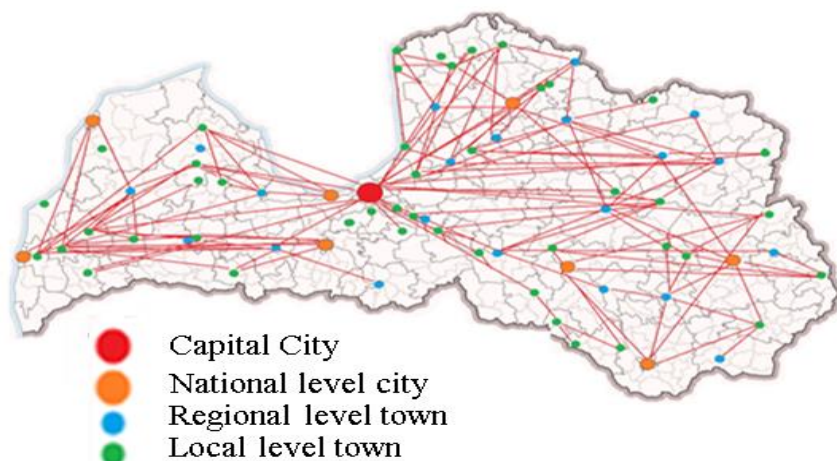 Capital City
National level city
Regional level town
Local level town